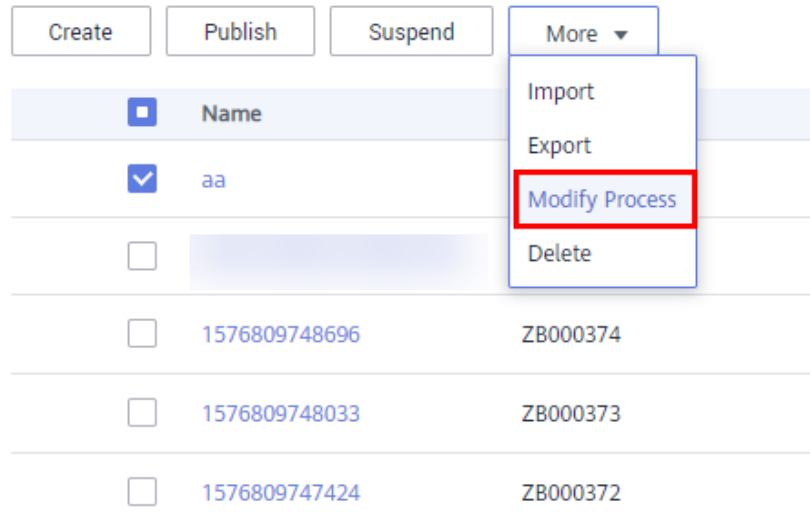 Create Publish Suspend More
Import
Name
Export
aa
Modify Process
Delete
1576809748696 ZB000374
1576809748033 ZB000373
1576809747424 ZB000372